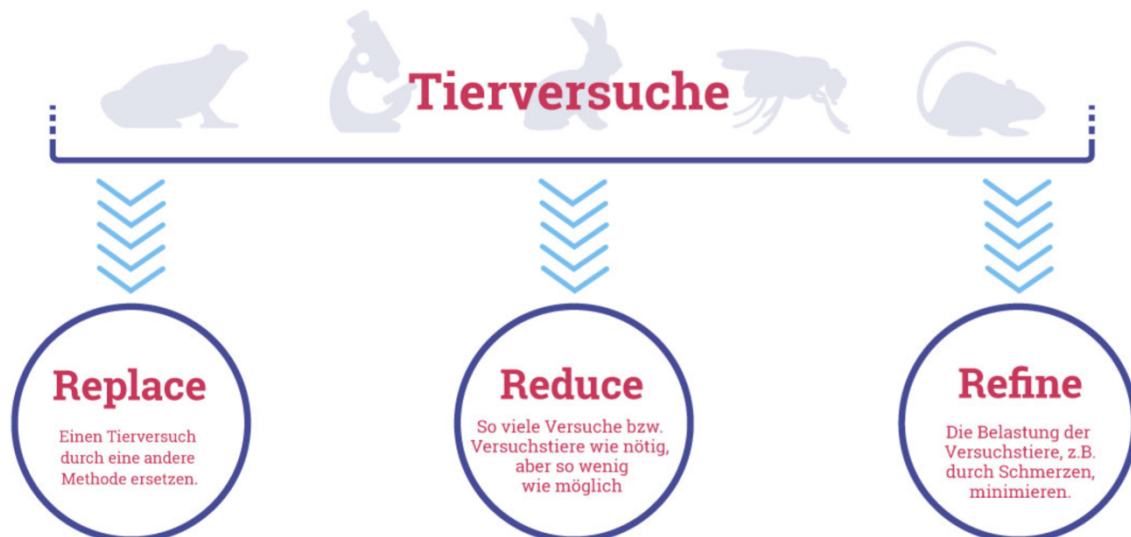 Tierversuche
Replace
Einen Tierversuch
durch eine andere
Methode ersetzen.
Reduce
So viele Versuche bzw.
Versuchstiere wie nötig,
aber so wenig
wie möglich
Refine
Die Belastung der
Versuchstiere, z.B.
durch Schmerzen,
minimieren.